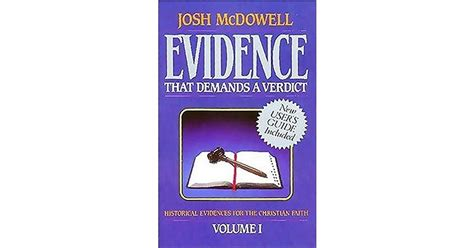 JOSH McDOWELL
EVIDENCE
THAT DEMANDS A VERDICT
New
USER'S
GUIDE
Included
HISTORICAL EVIDENCES FOR THE CHRISTIAN FAITH
VOLUME I